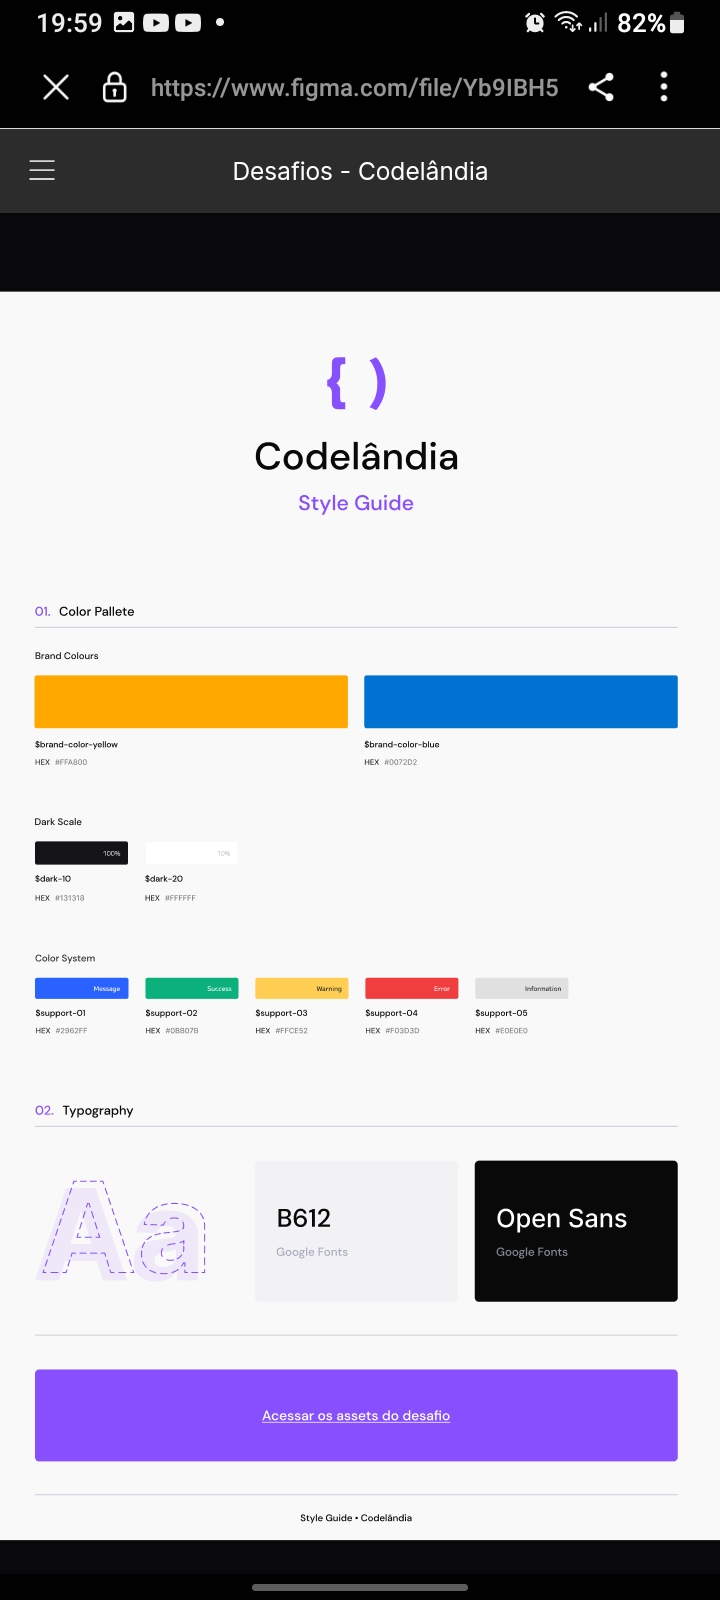 19:59
82%
https://www.figma.com/file/Yb9IBH5
Desafios - Codelândia
{ )
Codelândia
Style Guide
01. Color Pallete
Brand Colours
$brand-color-yellow $brand-color-blue
HEX #FFA800 HEX #0072D2
Dark Scale
100% 10%
$dark-10 $dark-20
HEX #131318 HEX #FFFFFF
Color System
Message Success Warning Error Information
$support-01 $support-02 $support-03 $support-04 $support-05
HEX #2962FF HEX #0BB07B HEX #FFCE52 HEX #F03D3D HEX #E0E0E0
02. Typography
Aa
B612
Google Fonts
Open Sans
Google Fonts
Acessar os assets do desafio
Style Guide • Codelândia